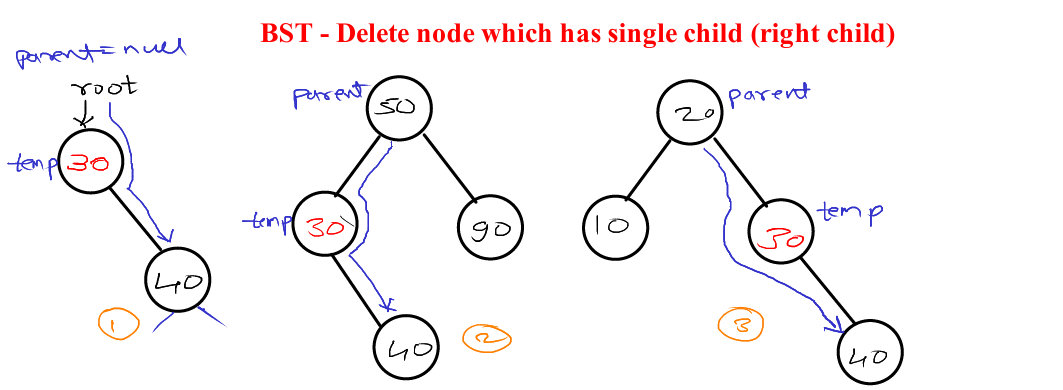 BST - Delete node which has single child (right child)
parent = null
root
temp 30
40
1
parent 50
temp 30
90
40
2
20 parent
10
30 temp
40
3